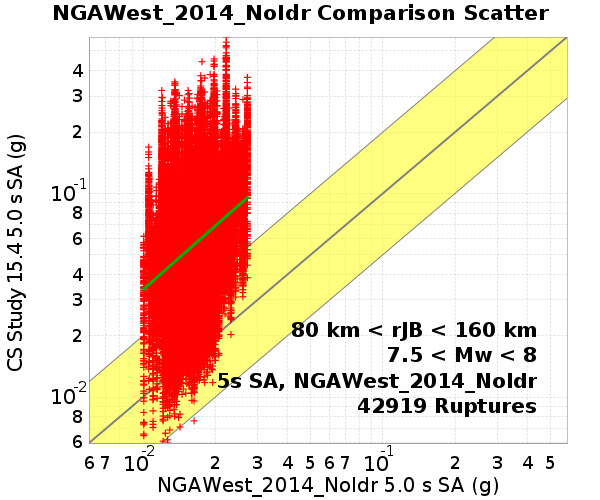 NGAWest_2014_NoIdr Comparison Scatter
CS Study 15.4 5.0 s SA (g)
4
3
2
10-1
8
6
4
3
2
10-2
8
6
80 km < rJB < 160 km
7.5 < Mw < 8
5s SA, NGAWest_2014_NoIdr
42919 Ruptures
6 7 10-2 2 3 4 5 6 7 10-1 2 3 4 5
NGAWest_2014_NoIdr 5.0 s SA (g)